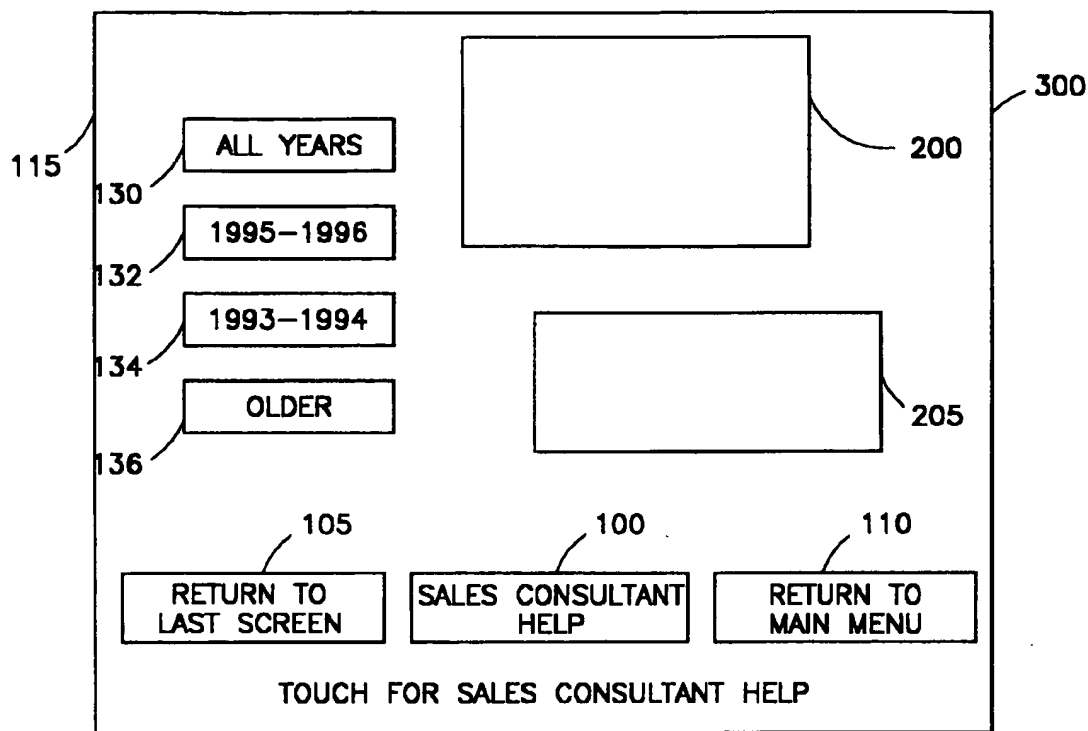 300
115
ALL YEARS
200
130
1995-1996
132
1993-1994
134
OLDER
205
136
105
100
110
RETURN TO
LAST SCREEN
SALES CONSULTANT
HELP
RETURN TO
MAIN MENU
TOUCH FOR SALES CONSULTANT HELP